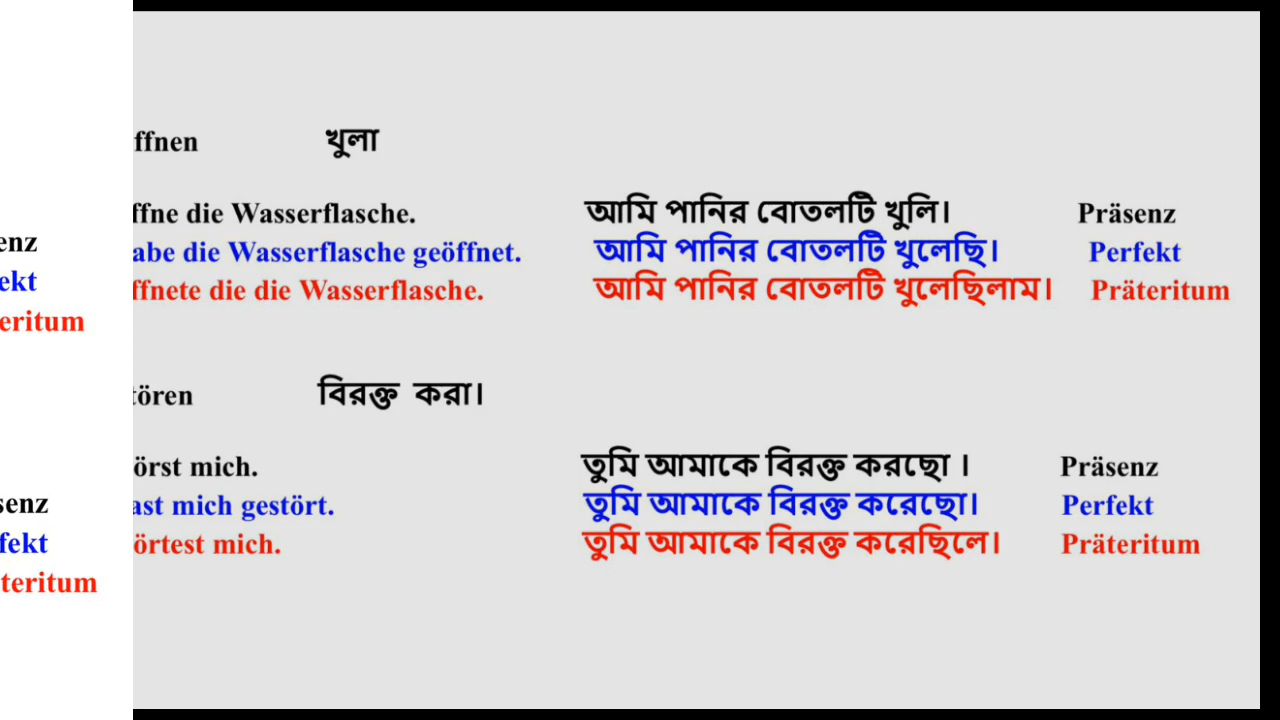 ffnen খুলা
ffne die Wasserflasche. আমি পানির বোতলটি খুলি। Präsenz
abe die Wasserflasche geöffnet. আমি পানির বোতলটি খুলেছি। Perfekt
ffnete die die Wasserflasche. আমি পানির বোতলটি খুলেছিলাম। Präteritum
tören বিরক্ত করা।
örst mich. তুমি আমাকে বিরক্ত করছো । Präsenz
ast mich gestört. তুমি আমাকে বিরক্ত করেছো। Perfekt
örtest mich. তুমি আমাকে বিরক্ত করেছিলে। Präteritum
enz
ekt
eritum
senz
fekt
teritum